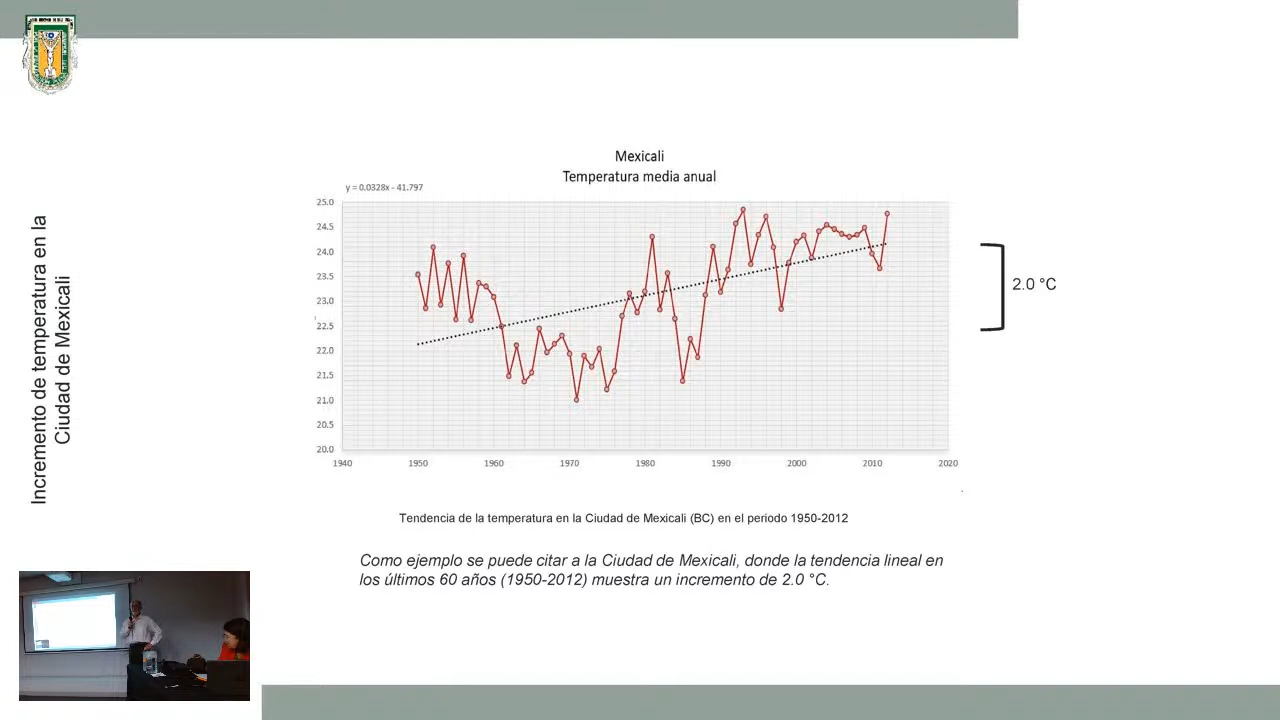 Incremento de temperatura en la
Ciudad de Mexicali
Mexicali
Temperatura media anual
y = 0.0328x - 41.797
25.0
24.5
24.0
23.5
23.0
22.5
22.0
21.5
21.0
20.5
20.0
1940 1950 1960 1970 1980 1990 2000 2010 2020
2.0 °C
Tendencia de la temperatura en la Ciudad de Mexicali (BC) en el periodo 1950-2012
Como ejemplo se puede citar a la Ciudad de Mexicali, donde la tendencia lineal en
los últimos 60 años (1950-2012) muestra un incremento de 2.0 °C.